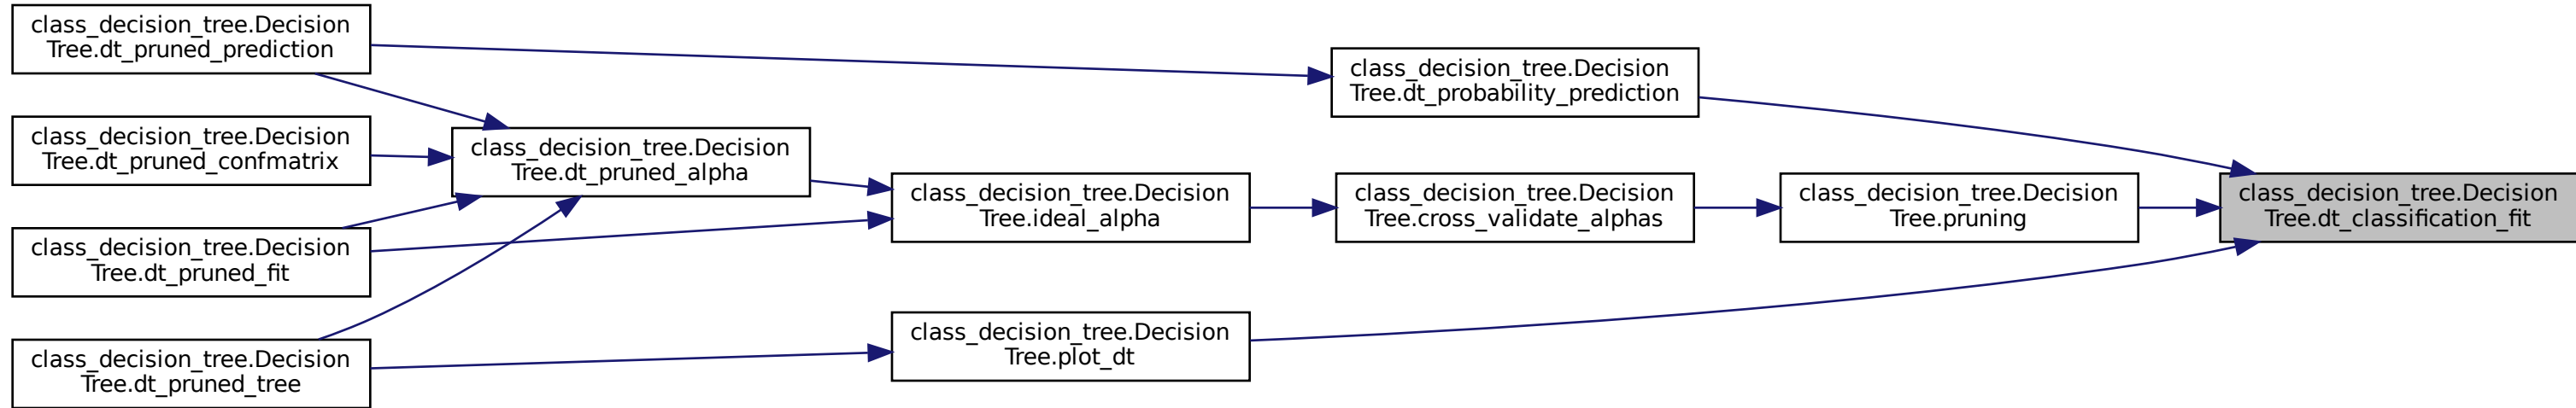 class_decision_tree.Decision
Tree.dt_pruned_prediction
class_decision_tree.Decision
Tree.dt_pruned_confmatrix
class_decision_tree.Decision
Tree.dt_pruned_fit
class_decision_tree.Decision
Tree.dt_pruned_tree
class_decision_tree.Decision
Tree.dt_pruned_alpha
class_decision_tree.Decision
Tree.ideal_alpha
class_decision_tree.Decision
Tree.plot_dt
class_decision_tree.Decision
Tree.dt_probability_prediction
class_decision_tree.Decision
Tree.cross_validate_alphas
class_decision_tree.Decision
Tree.pruning
class_decision_tree.Decision
Tree.dt_classification_fit